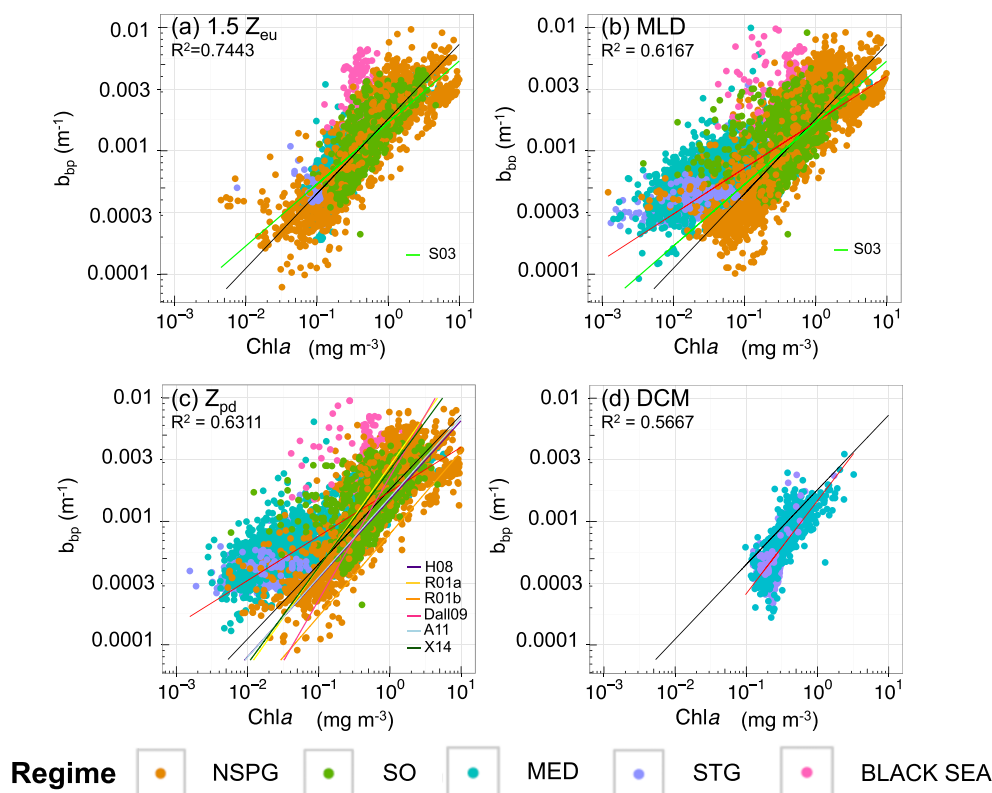 (a) 1.5 Zeu
R²=0.7443
0.01
0.003
0.001
0.0003
0.0001
bbp (m⁻¹)
S03
10⁻³ 10⁻² 10⁻¹ 10⁰ 10¹
Chla (mg m⁻³)
(b) MLD
R² = 0.6167
0.01
0.003
0.001
0.0003
0.0001
bbp (m⁻¹)
S03
10⁻³ 10⁻² 10⁻¹ 10⁰ 10¹
Chla (mg m⁻³)
(c) Zpd
R² = 0.6311
0.01
0.003
0.001
0.0003
0.0001
bbp (m⁻¹)
H08
R01a
R01b
Dall09
A11
X14
10⁻³ 10⁻² 10⁻¹ 10⁰ 10¹
Chla (mg m⁻³)
(d) DCM
R² = 0.5667
0.01
0.003
0.001
0.0003
0.0001
bbp (m⁻¹)
10⁻³ 10⁻² 10⁻¹ 10⁰ 10¹
Chla (mg m⁻³)
Regime NSPG SO MED STG BLACK SEA